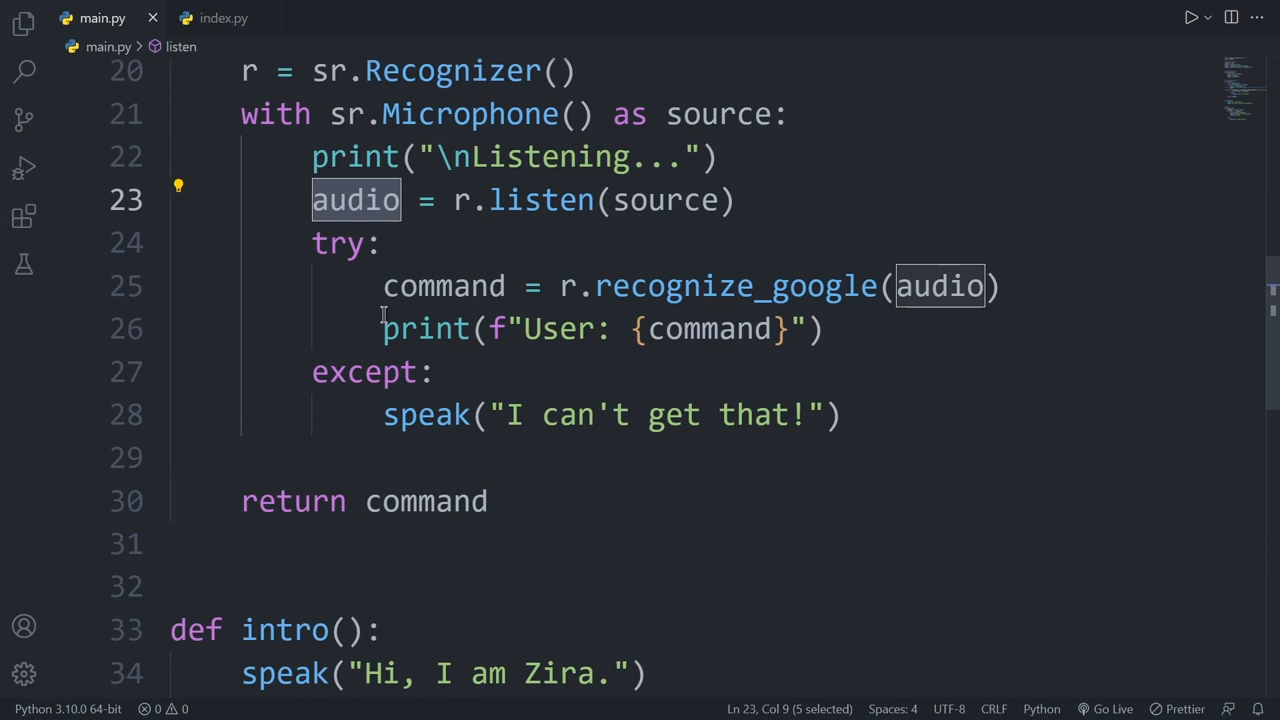 main.py
index.py
main.py
listen
20 r = sr.Recognizer()
21 with sr.Microphone() as source:
22 print("\nListening...")
23 audio = r.listen(source)
24 try:
25 command = r.recognize_google(audio)
26 print(f"User: {command}")
27 except:
28 speak("I can't get that!")
29
30 return command
31
32
33 def intro():
34 speak("Hi, I am Zira.")
Python 3.10.0 64-bit 0 0 Ln 23, Col 9 (5 selected) Spaces: 4 UTF-8 CRLF Python Go Live Prettier